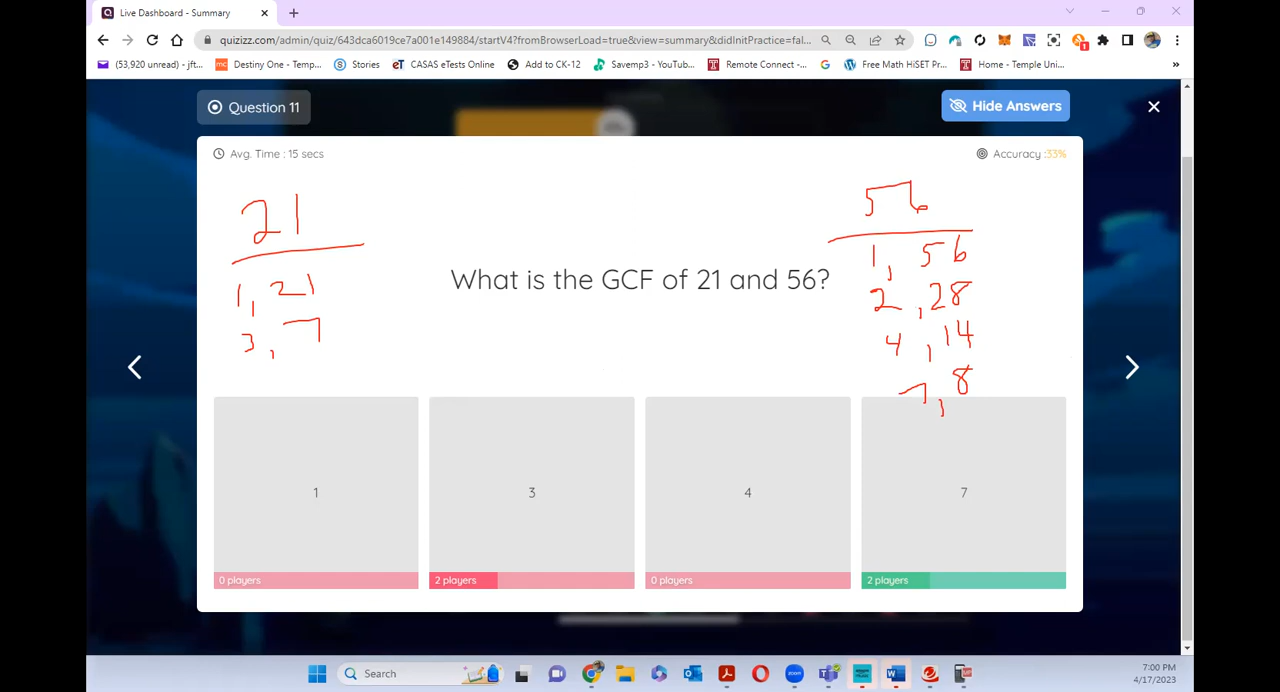 Live Dashboard - Summary
quizizz.com/admin/quiz/643dca6019ce7a001e149884/startV4?fromBrowserLoad=true&view=summary&didInitPractice=fal...
(53,920 unread) - jft... Destiny One - Temp... Stories CASAS eTests Online Add to CK-12 Savemp3 - YouTub... Remote Connect -... Free Math HiSET Pr... Home - Temple Uni... »
Question 11
Hide Answers
Avg. Time : 15 secs
Accuracy :33%
21
1, 21
3, 7
What is the GCF of 21 and 56?
56
1, 56
2, 28
4, 14
7, 8
1
3
4
7
0 players
2 players
0 players
2 players
Search
7:00 PM
4/17/2023